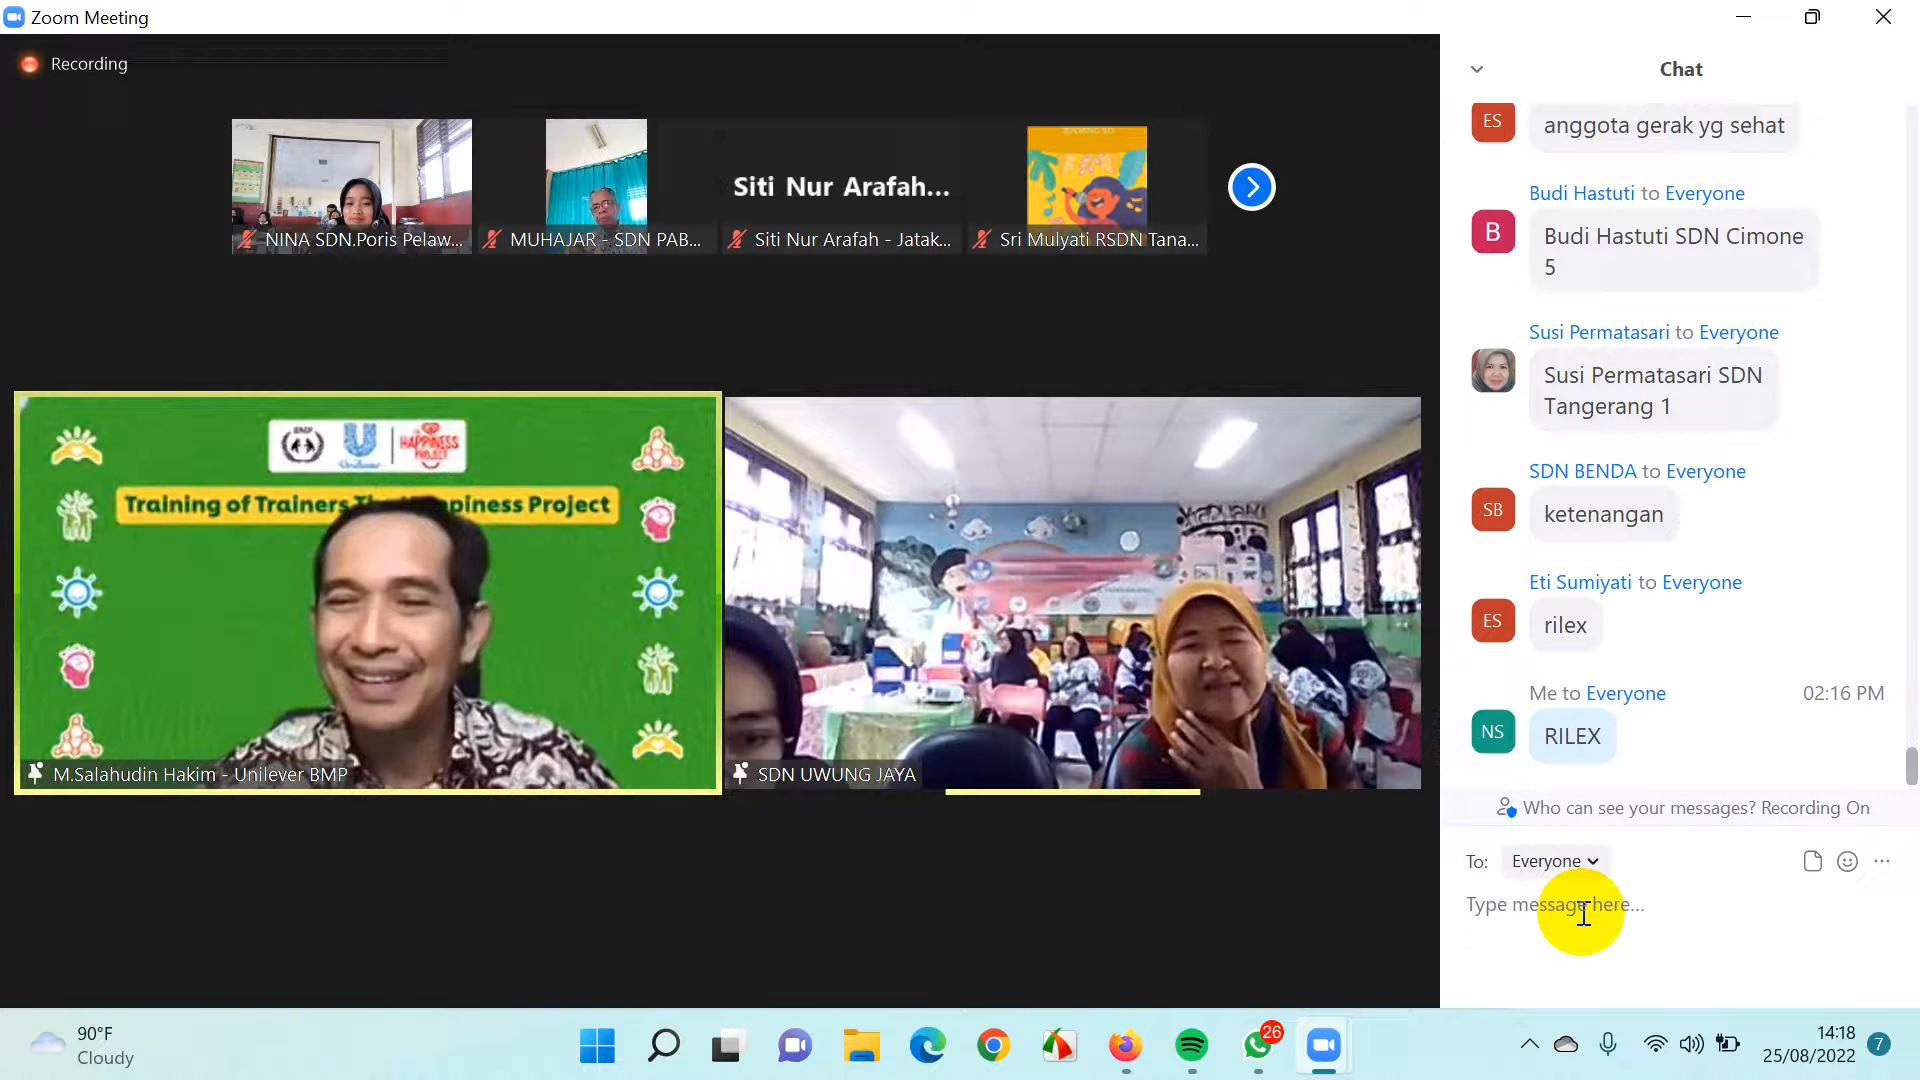 Zoom Meeting
Recording
Siti Nur Arafah...
NINA SDN.Poris Pelaw...
MUHAJAR - SDN PAB...
Siti Nur Arafah - Jatak...
Sri Mulyati RSDN Tana...
Unilever
HAPPINESS
PROJECT
Training of Trainers The Happiness Project
M.Salahudin Hakim - Unilever BMP
SDN UWUNG JAYA
Chat
ES
anggota gerak yg sehat
Budi Hastuti to Everyone
B
Budi Hastuti SDN Cimone
5
Susi Permatasari to Everyone
Susi Permatasari SDN
Tangerang 1
SDN BENDA to Everyone
SB
ketenangan
Eti Sumiyati to Everyone
ES
rilex
Me to Everyone 02:16 PM
NS
RILEX
Who can see your messages? Recording On
To: Everyone
Type message here...
90°F
Cloudy
26
14:18
25/08/2022
7